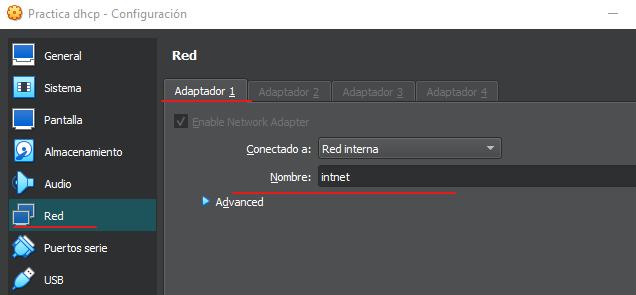 Practica dhcp - Configuración
General
Sistema
Pantalla
Almacenamiento
Audio
Red
Puertos serie
USB
Red
Adaptador 1 Adaptador 2 Adaptador 3 Adaptador 4
Enable Network Adapter
Conectado a: Red interna
Nombre: intnet
Advanced